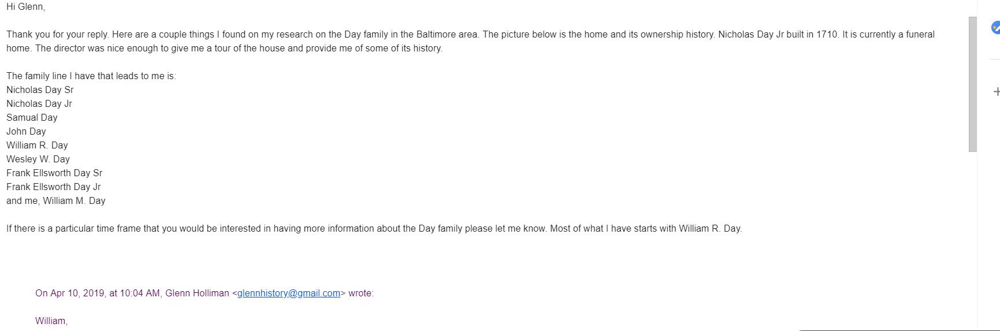 Hi Glenn,
Thank you for your reply. Here are a couple things I found on my research on the Day family in the Baltimore area. The picture below is the home and its ownership history. Nicholas Day Jr built in 1710. It is currently a funeral
home. The director was nice enough to give me a tour of the house and provide me of some of its history.
The family line I have that leads to me is:
Nicholas Day Sr
Nicholas Day Jr
Samual Day
John Day
William R. Day
Wesley W. Day
Frank Ellsworth Day Sr
Frank Ellsworth Day Jr
and me, William M. Day
If there is a particular time frame that you would be interested in having more information about the Day family please let me know. Most of what I have starts with William R. Day.
On Apr 10, 2019, at 10:04 AM, Glenn Holliman <glennhistory@gmail.com> wrote:
William,